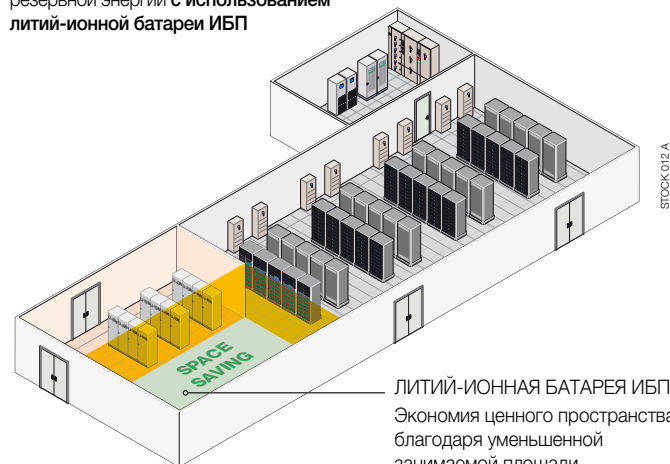 резервной энергии с использованием
литий-ионной батареи ИБП
STOCK 012 A
SPACE
SAVING
ЛИТИЙ-ИОННАЯ БАТАРЕЯ ИБП
Экономия ценного пространства
благодаря уменьшенной
занимаемой площади